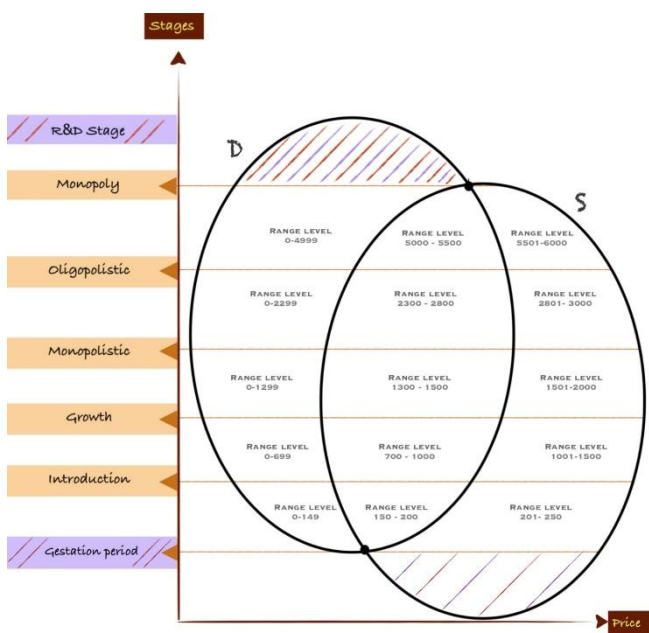 Stages
R&D Stage
D
Monopoly
S
RANGE LEVEL
0-4999
RANGE LEVEL
5000 - 5500
RANGE LEVEL
5501-6000
Oligopolistic
RANGE LEVEL
0-2299
RANGE LEVEL
2300 - 2800
RANGE LEVEL
2801- 3000
Monopolistic
RANGE LEVEL
0-1299
RANGE LEVEL
1300 - 1500
RANGE LEVEL
1501-2000
Growth
RANGE LEVEL
0-699
RANGE LEVEL
700 - 1000
RANGE LEVEL
1001-1500
Introduction
RANGE LEVEL
0-149
RANGE LEVEL
150 - 200
RANGE LEVEL
201- 250
Gestation period
Price